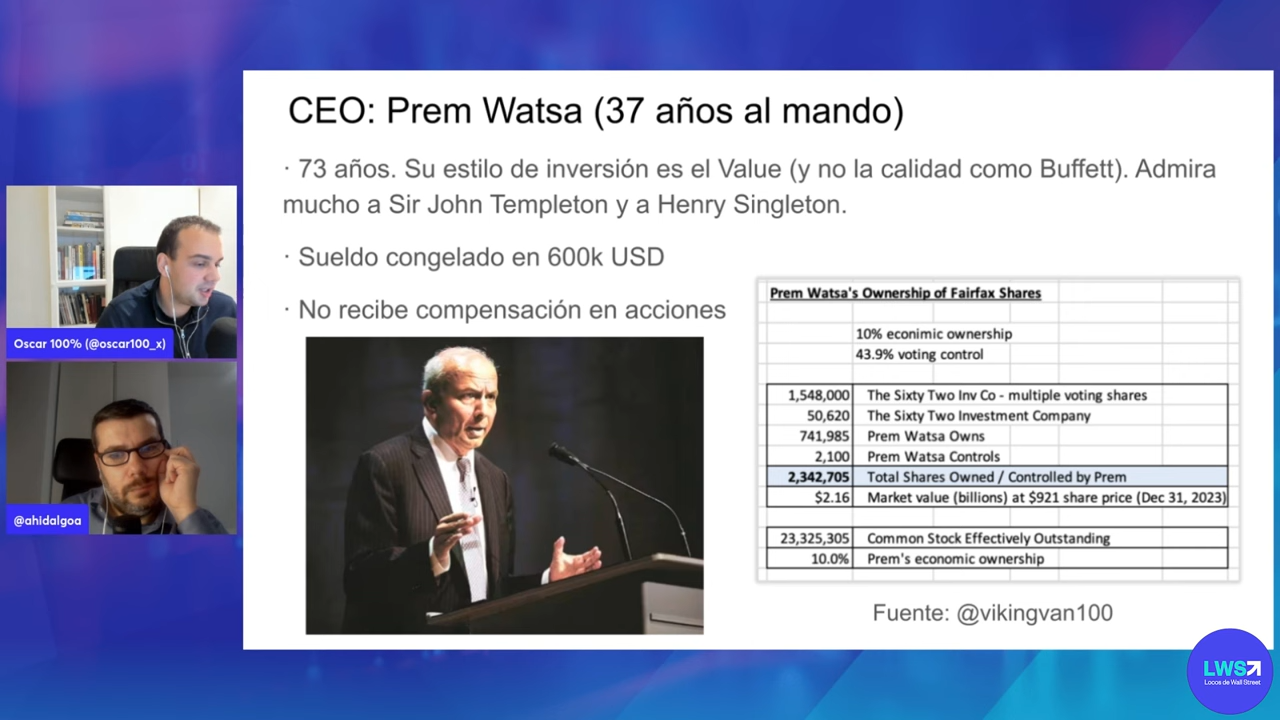 CEO: Prem Watsa (37 años al mando)
· 73 años. Su estilo de inversión es el Value (y no la calidad como Buffett). Admira
mucho a Sir John Templeton y a Henry Singleton.
· Sueldo congelado en 600k USD
· No recibe compensación en acciones
Prem Watsa's Ownership of Fairfax Shares
10% econimic ownership
43.9% voting control
1,548,000 The Sixty Two Inv Co - multiple voting shares
50,620 The Sixty Two Investment Company
741,985 Prem Watsa Owns
2,100 Prem Watsa Controls
2,342,705 Total Shares Owned / Controlled by Prem
$2.16 Market value (billions) at $921 share price (Dec 31, 2023)
23,325,305 Common Stock Effectively Outstanding
10.0% Prem's economic ownership
Fuente: @vikingvan100
Oscar 100% (@oscar100_x)
@ahidalgoa
LWS
Locos de Wall Street